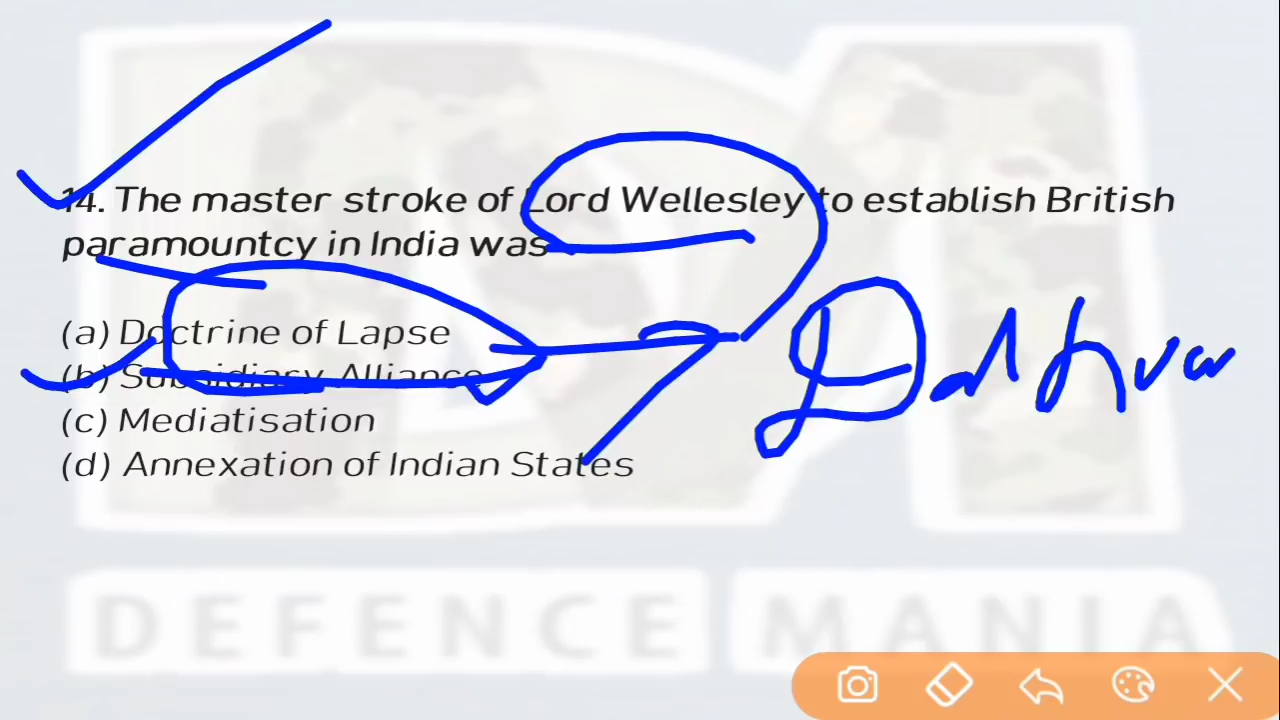 14. The master stroke of Lord Wellesley to establish British
paramountcy in India was
(a) Doctrine of Lapse
(b) Subsidiary Alliance
(c) Mediatisation
(d) Annexation of Indian States
DEFENCE MANIA